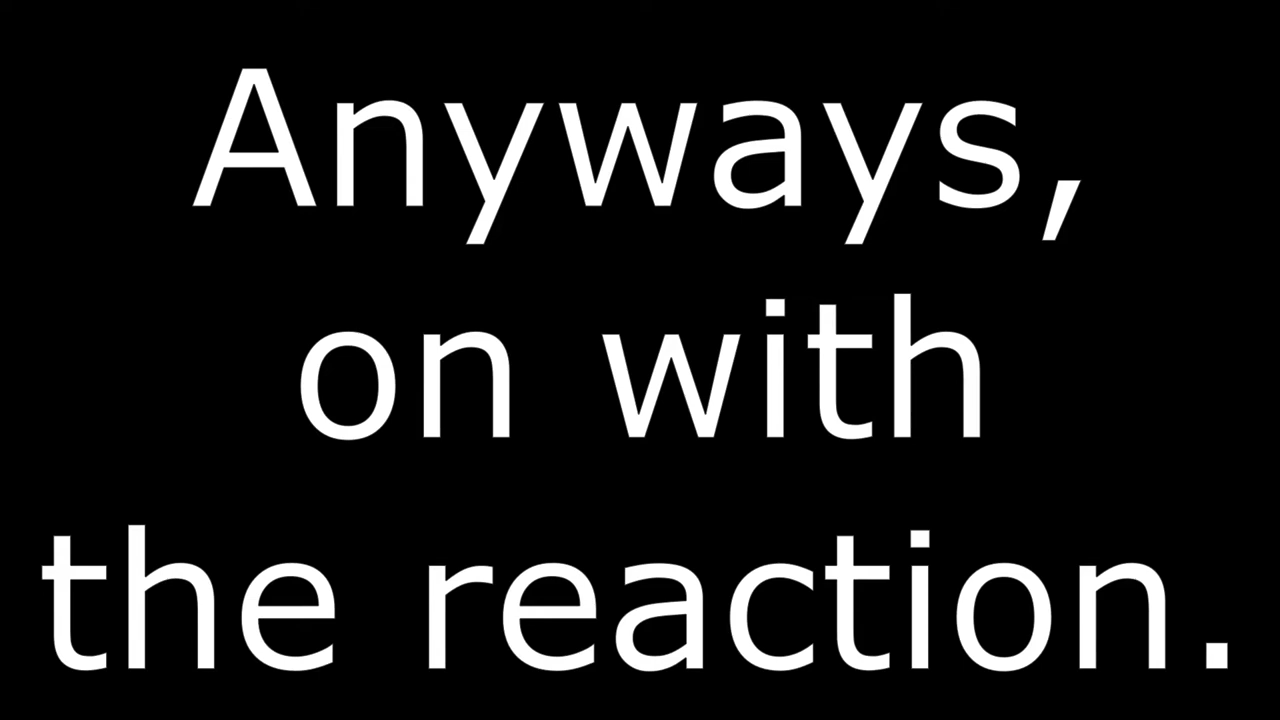 Anyways,
on with
the reaction.